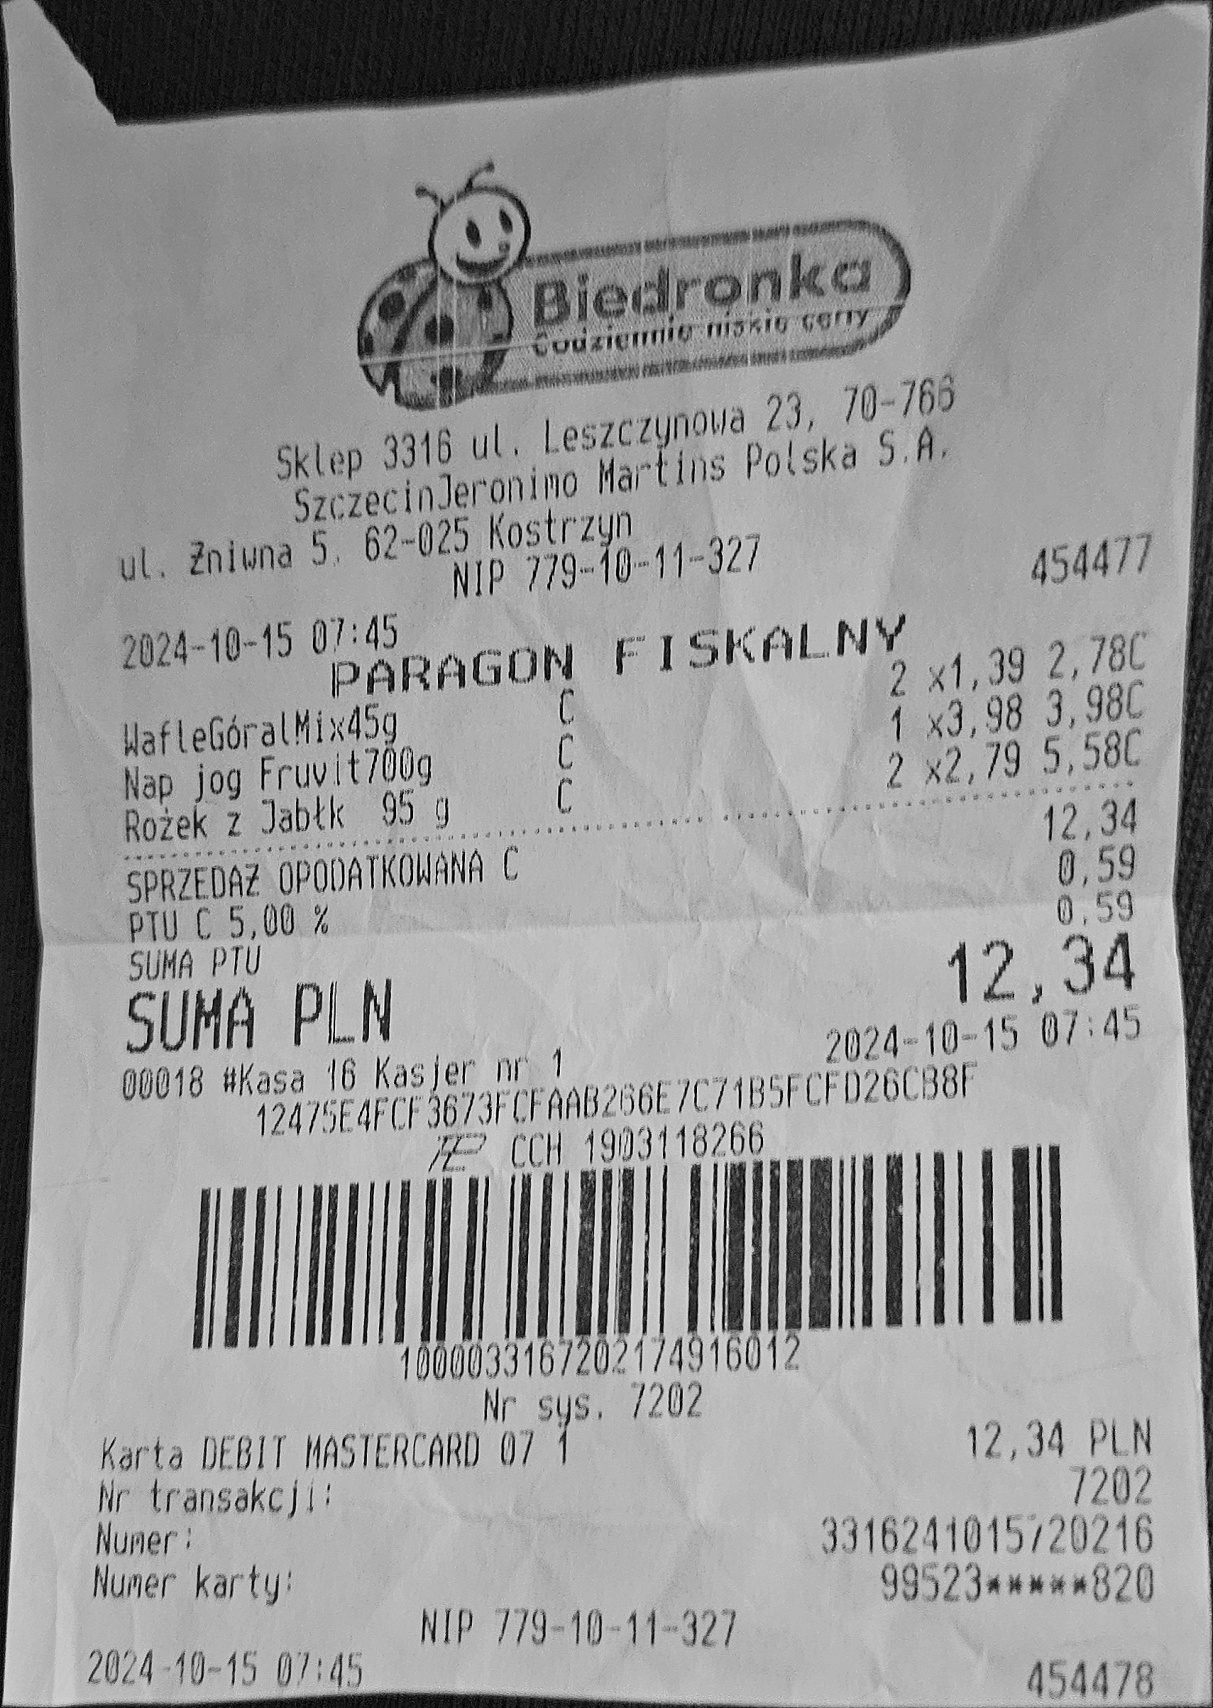 Biedronka
Codziennie niskie ceny
Sklep 3316 ul. Leszczynowa 23, 70-766
SzczecinJeronimo Martins Polska S.A.
ul. Żniwna 5, 62-025 Kostrzyn
NIP 779-10-11-327
2024-10-15 07:45 454477
PARAGON FISKALNY
WafleGóralMix45g C 2 x1,39 2,78C
Nap jog Fruvit700g C 1 x3,98 3,98C
Rożek z Jabłk 95 g C 2 x2,79 5,58C
SPRZEDAŻ OPODATKOWANA C 12,34
PTU C 5,00 % 0,59
SUMA PTU 0,59
SUMA PLN 12,34
00018 #Kasa 16 Kasjer nr 1 2024-10-15 07:45
12475E4FCF3673FCFAAB266E7C71B5FCFD26CB8F
CCH 1903118266
1000033167202174916012
Nr sys. 7202
Karta DEBIT MASTERCARD 07 1 12,34 PLN
Nr transakcji: 7202
Numer: 3316241015720216
Numer karty: 99523*****820
NIP 779-10-11-327
2024-10-15 07:45 454478